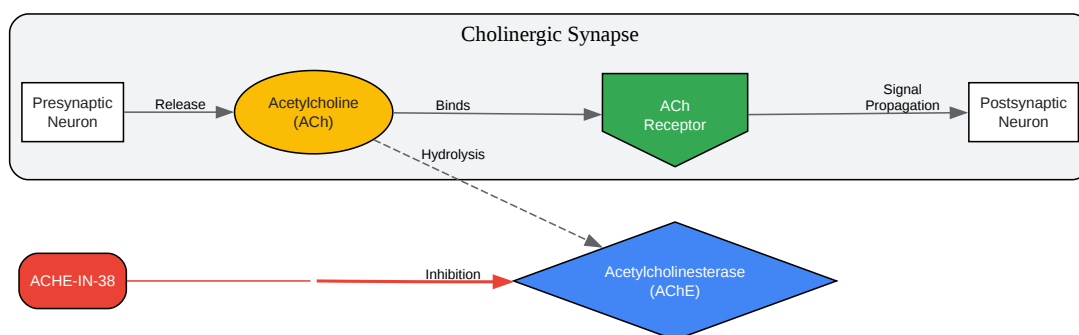 Cholinergic Synapse
Presynaptic
Neuron
Release
Acetylcholine
(ACh)
Binds
ACh
Receptor
Signal
Propagation
Postsynaptic
Neuron
Hydrolysis
ACHE-IN-38
Inhibition
Acetylcholinesterase
(AChE)